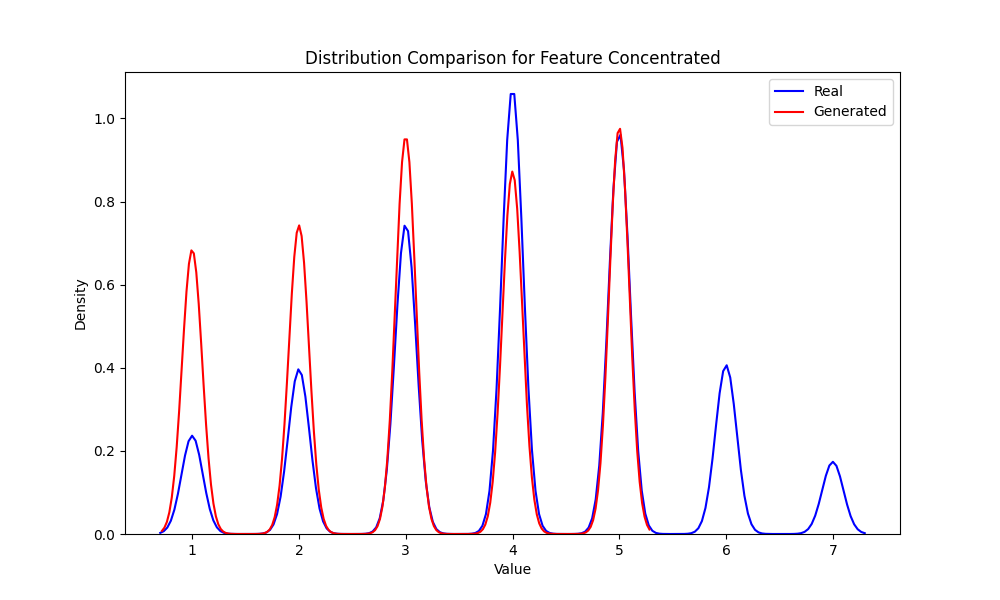 Distribution Comparison for Feature Concentrated
Real
Generated
Density
1.0
0.8
0.6
0.4
0.2
0.0
1 2 3 4 5 6 7
Value